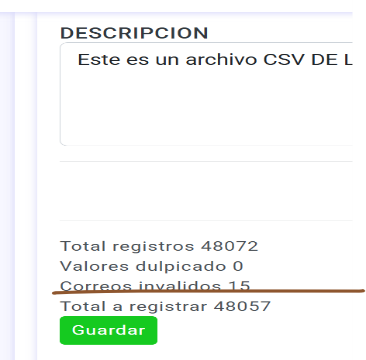 DESCRIPCION
Este es un archivo CSV DE L
Total registros 48072
Valores dulpicado 0
Correos invalidos 15
Total a registrar 48057
Guardar